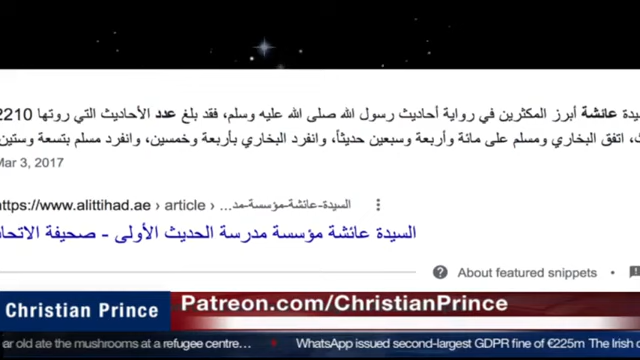 يدة عائشة أبرز المكثرين في رواية أحاديث رسول الله صلى الله عليه وسلم، فقد بلغ عدد الأحاديث التي روتها 2210
، اتفق البخاري ومسلم على مائة وأربعة وسبعين حديثاً، وانفرد البخاري بأربعة وخمسين، وانفرد مسلم بتسعة وستين
Mar 3, 2017
https://www.alittihad.ae › article › السيدة-عائشة-مؤسسة-مد...
السيدة عائشة مؤسسة مدرسة الحديث الأولى - صحيفة الاتحا
About featured snippets
Christian Prince
Patreon.com/ChristianPrince
ar old ate the mushrooms at a refugee centre... WhatsApp issued second-largest GDPR fine of €225m The Irish